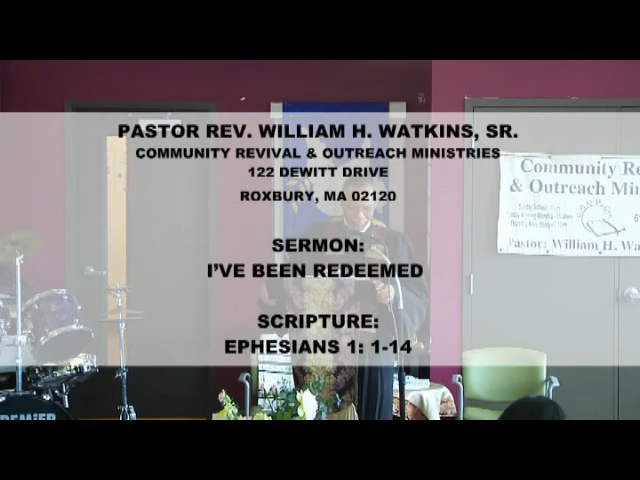 PASTOR REV. WILLIAM H. WATKINS, SR.
COMMUNITY REVIVAL & OUTREACH MINISTRIES
122 DEWITT DRIVE
ROXBURY, MA 02120
SERMON:
I'VE BEEN REDEEMED
SCRIPTURE:
EPHESIANS 1: 1-14
Community Re
& Outreach Min
Pastor: William H. Wa
PREMIER